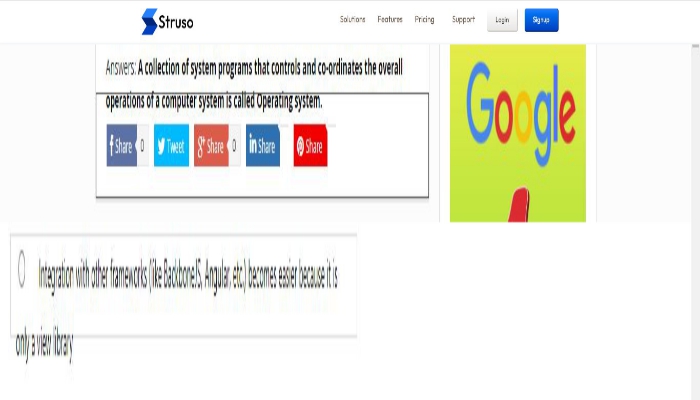 Struso
Solutions Features Pricing Support Login Signup
Answers: A collection of system programs that controls and co-ordinates the overall
operations of a computer system is called Operating system.
Share 0 Tweet Share 0 Share Share
Google
Integration with other frameworks (like BackboneJS, Angular, etc.) becomes easier because it is
only a view library